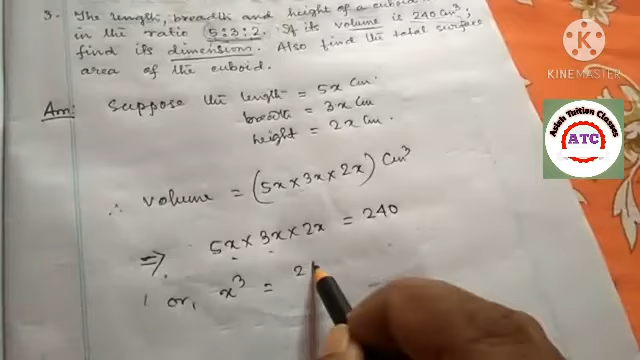 3. The length, breadth and height of a cuboid
in the ratio 5:3:2. If its volume is 240 cm³,
find its dimensions. Also find the total surface
area of the cuboid.
Ans: Suppose the length = 5x cm.
breadth = 3x cm
height = 2x cm.
∴ volume = (5x × 3x × 2x) cm³
⇒ 5x × 3x × 2x = 240
or, x³ = 2
KINEMASTER
Tuition Classes
ATC